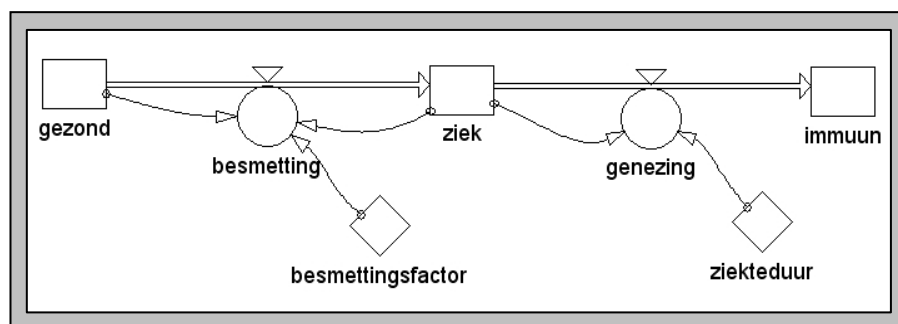 gezond
besmetting
ziek
genezing
immuun
besmettingsfactor
ziekteduur